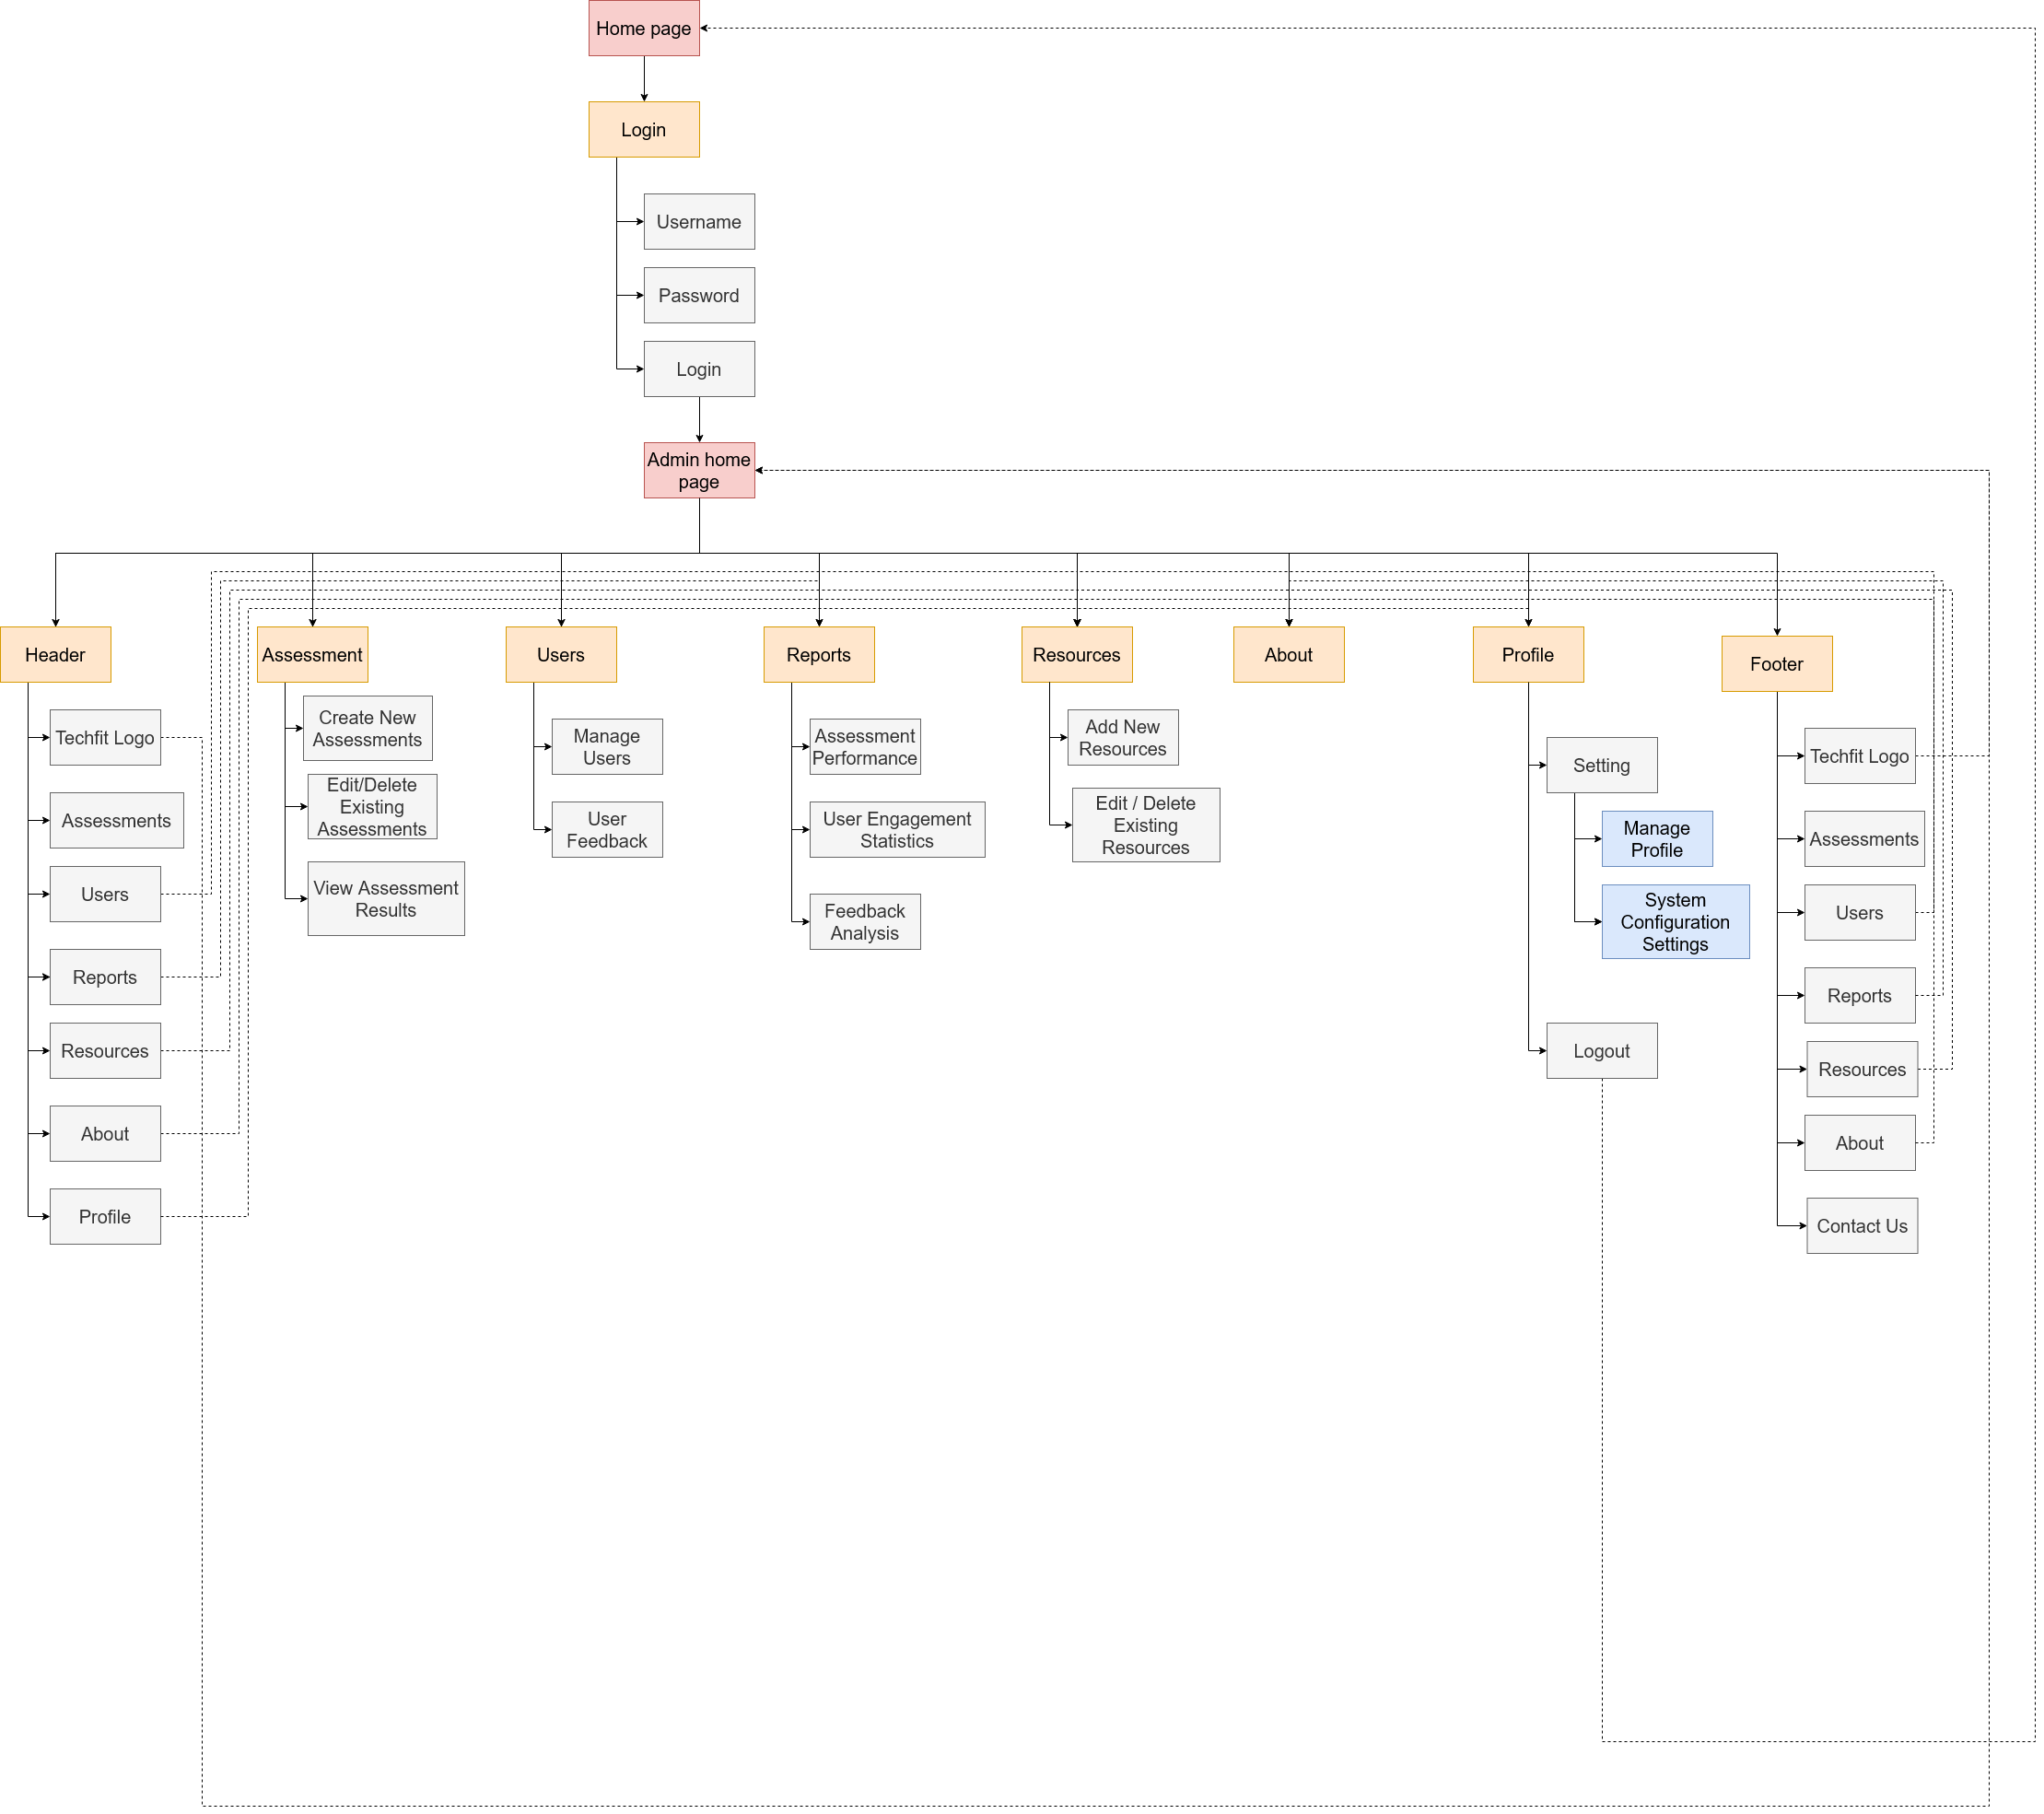 Home page
Login
Username
Password
Login
Admin home
page
Header
Techfit Logo
Assessments
Users
Reports
Resources
About
Profile
Assessment
Create New
Assessments
Edit/Delete
Existing
Assessments
View Assessment
Results
Users
Manage
Users
User
Feedback
Reports
Assessment
Performance
User Engagement
Statistics
Feedback
Analysis
Resources
Add New
Resources
Edit / Delete
Existing
Resources
About
Profile
Setting
Manage
Profile
System
Configuration
Settings
Logout
Footer
Techfit Logo
Assessments
Users
Reports
Resources
About
Contact Us